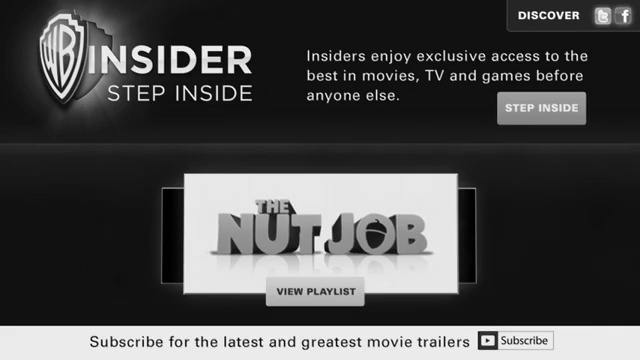 DISCOVER
WB INSIDER
STEP INSIDE
Insiders enjoy exclusive access to the
best in movies, TV and games before
anyone else.
STEP INSIDE
THE
NUT JOB
VIEW PLAYLIST
Subscribe for the latest and greatest movie trailers Subscribe